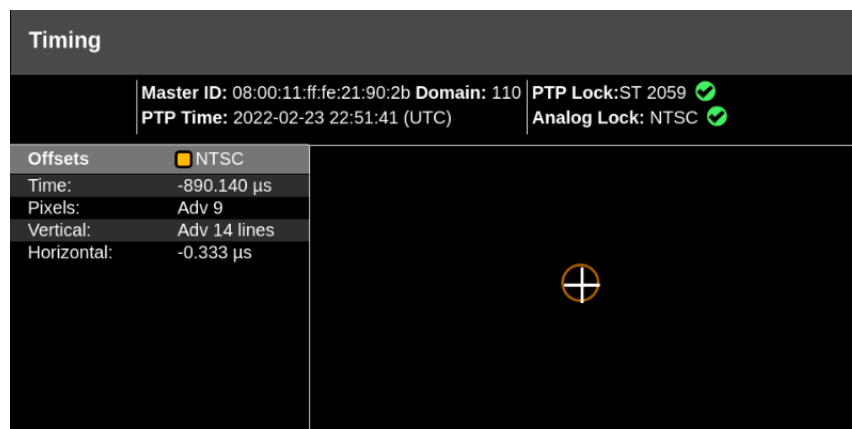 Timing
Master ID: 08:00:11:ff:fe:21:90:2b Domain: 110
PTP Time: 2022-02-23 22:51:41 (UTC)
PTP Lock:ST 2059
Analog Lock: NTSC
Offsets NTSC
Time: -890.140 µs
Pixels: Adv 9
Vertical: Adv 14 lines
Horizontal: -0.333 µs